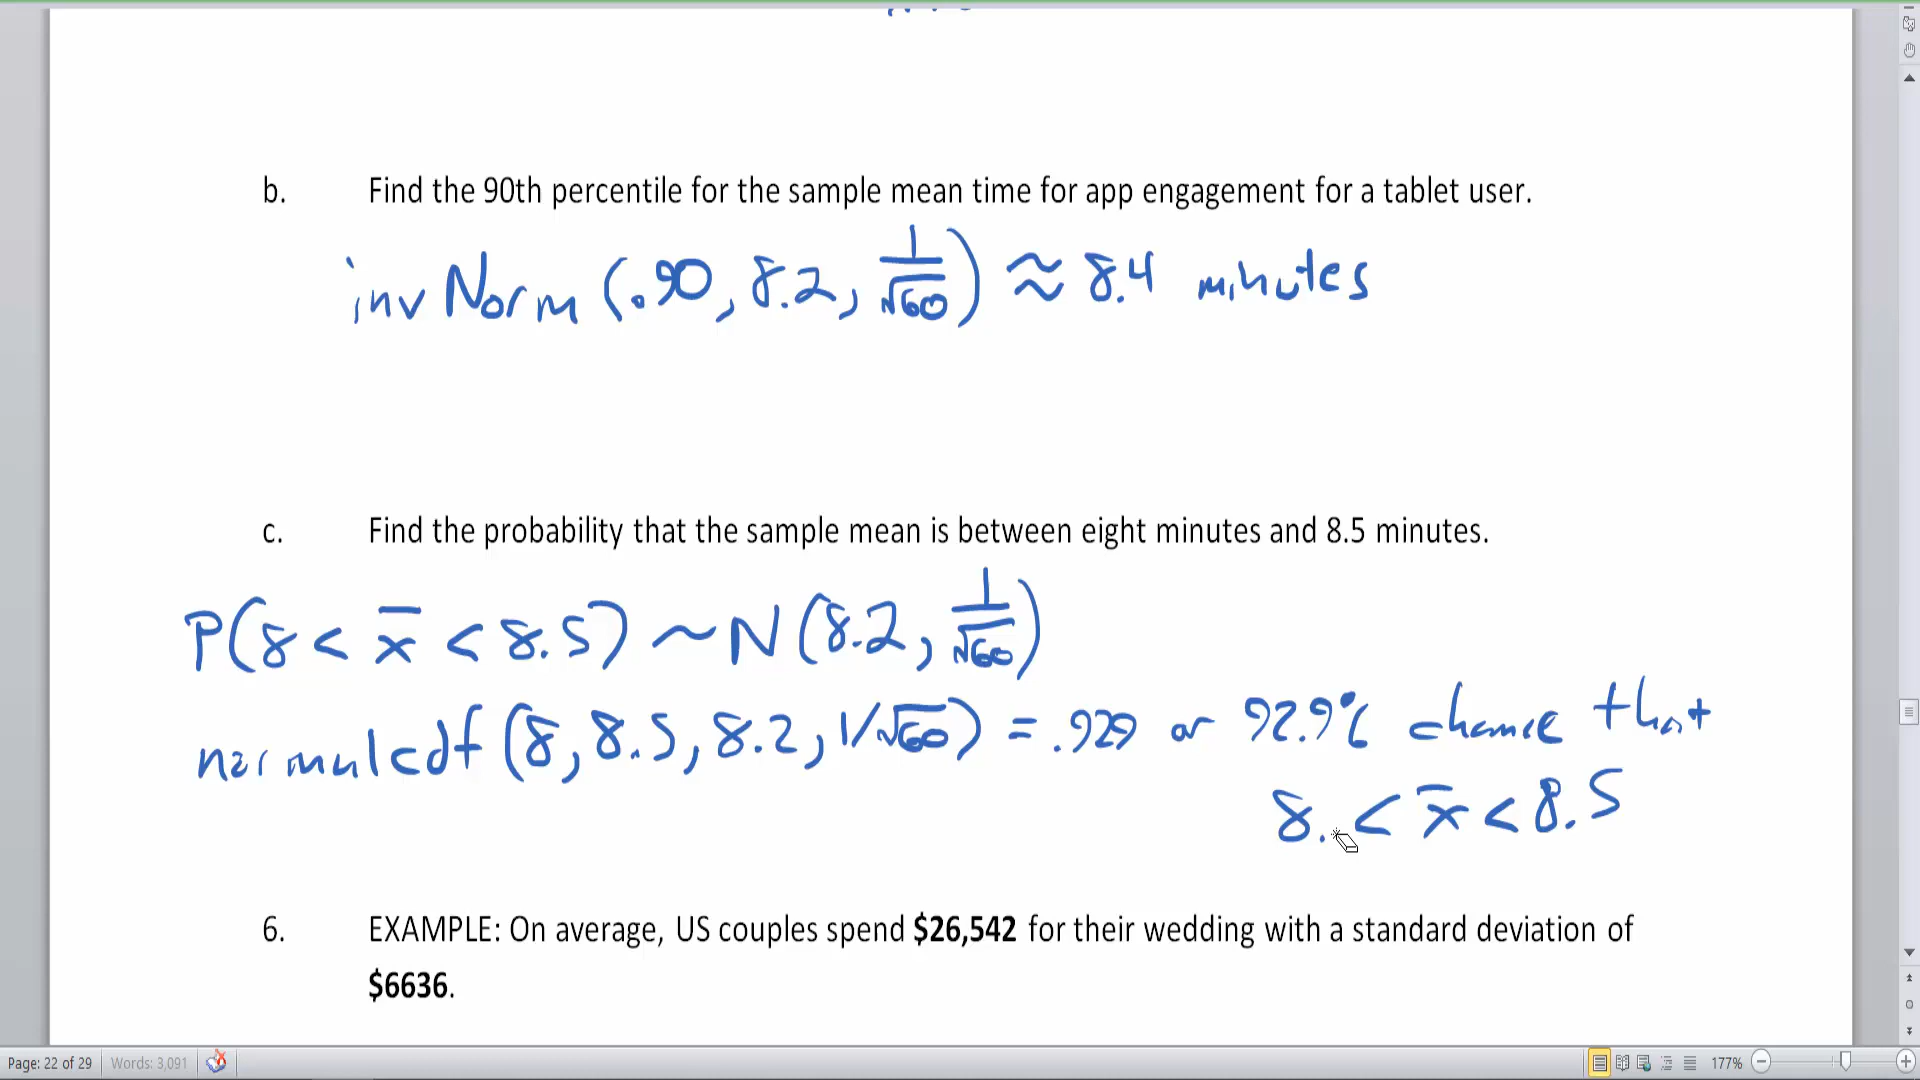 b. Find the 90th percentile for the sample mean time for app engagement for a tablet user.
invNorm(.90, 8.2, 1/√60) ≈ 8.4 minutes
c. Find the probability that the sample mean is between eight minutes and 8.5 minutes.
P(8 < x̅ < 8.5) ~ N(8.2, 1/√60)
normalcdf(8, 8.5, 8.2, 1/√60) = .929 or 92.9% chance that
8. < x̅ < 8.5
6. EXAMPLE: On average, US couples spend $26,542 for their wedding with a standard deviation of
$6636.
Page: 22 of 29 Words: 3,091 177%